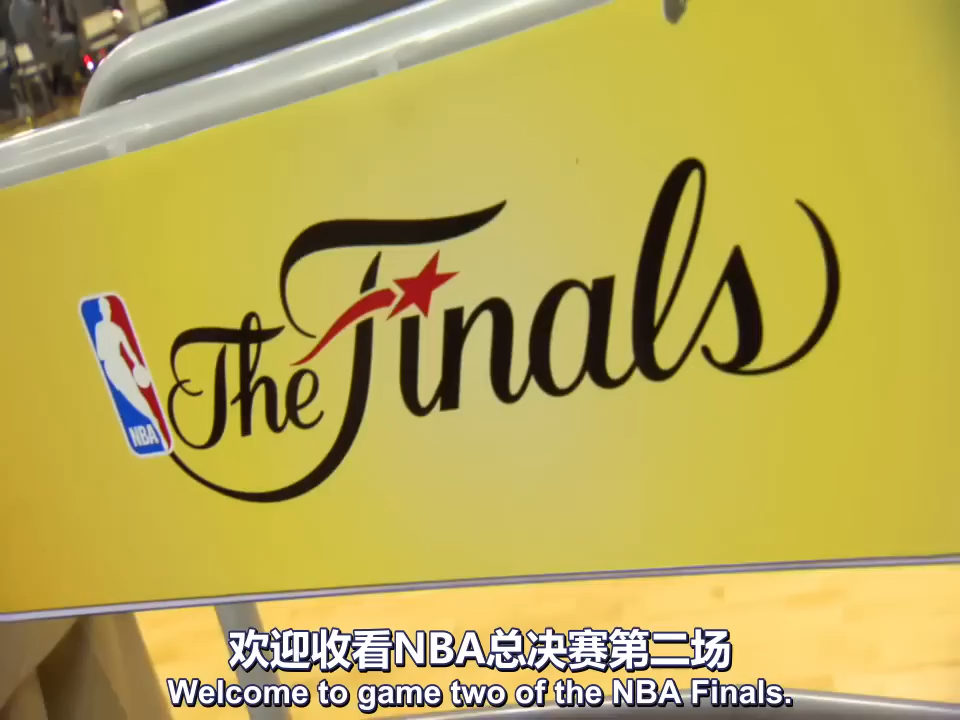 NBA
The Finals
欢迎收看NBA总决赛第二场
Welcome to game two of the NBA Finals.